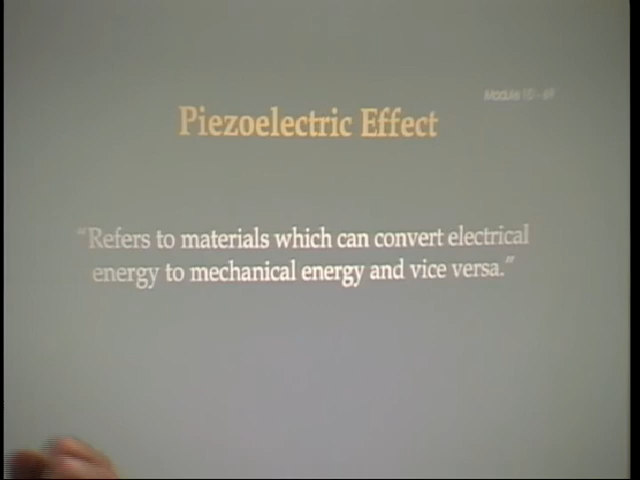 Piezoelectric Effect
"Refers to materials which can convert electrical
energy to mechanical energy and vice versa."